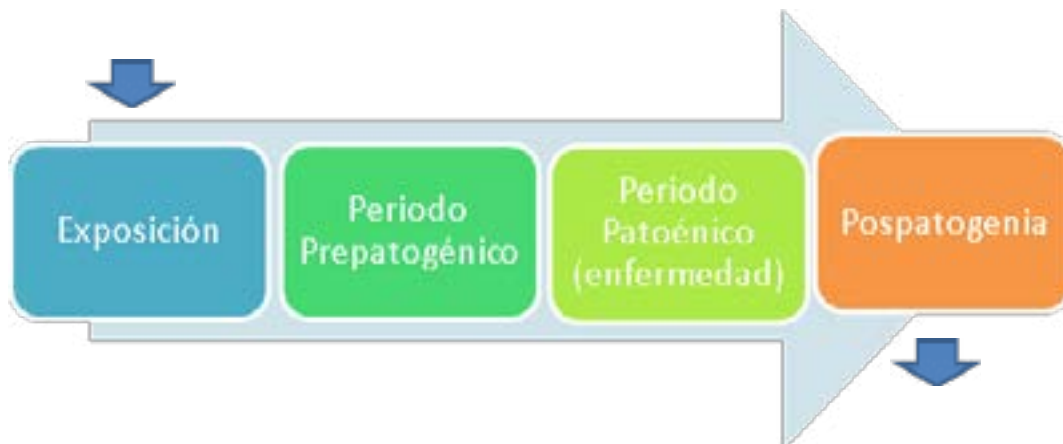 Exposición
Periodo
Prepatogénico
Periodo
Patoénico
(enfermedad)
Pospatogenia